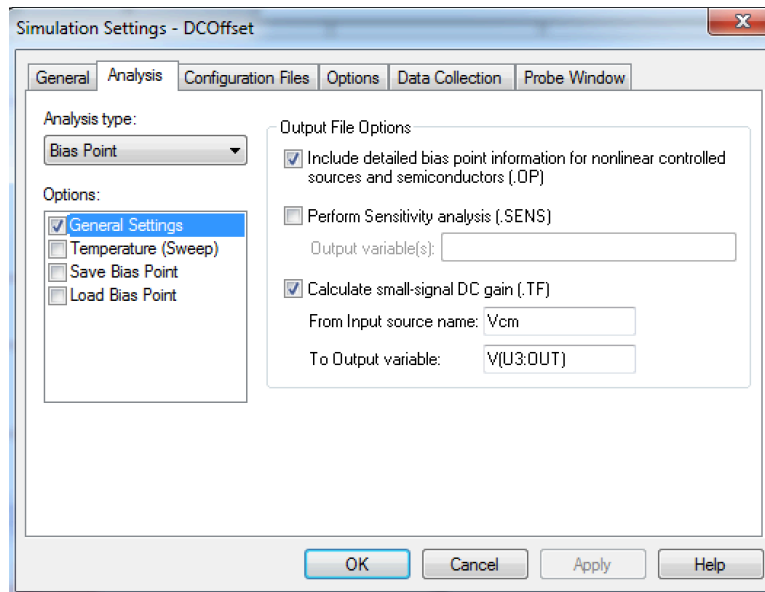 Simulation Settings - DCOffset
General
Analysis
Configuration Files
Options
Data Collection
Probe Window
Analysis type:
Bias Point
Options:
General Settings
Temperature (Sweep)
Save Bias Point
Load Bias Point
Output File Options
Include detailed bias point information for nonlinear controlled
sources and semiconductors (.OP)
Perform Sensitivity analysis (.SENS)
Output variable(s):
Calculate small-signal DC gain (.TF)
From Input source name: Vcm
To Output variable: V(U3:OUT)
OK
Cancel
Apply
Help